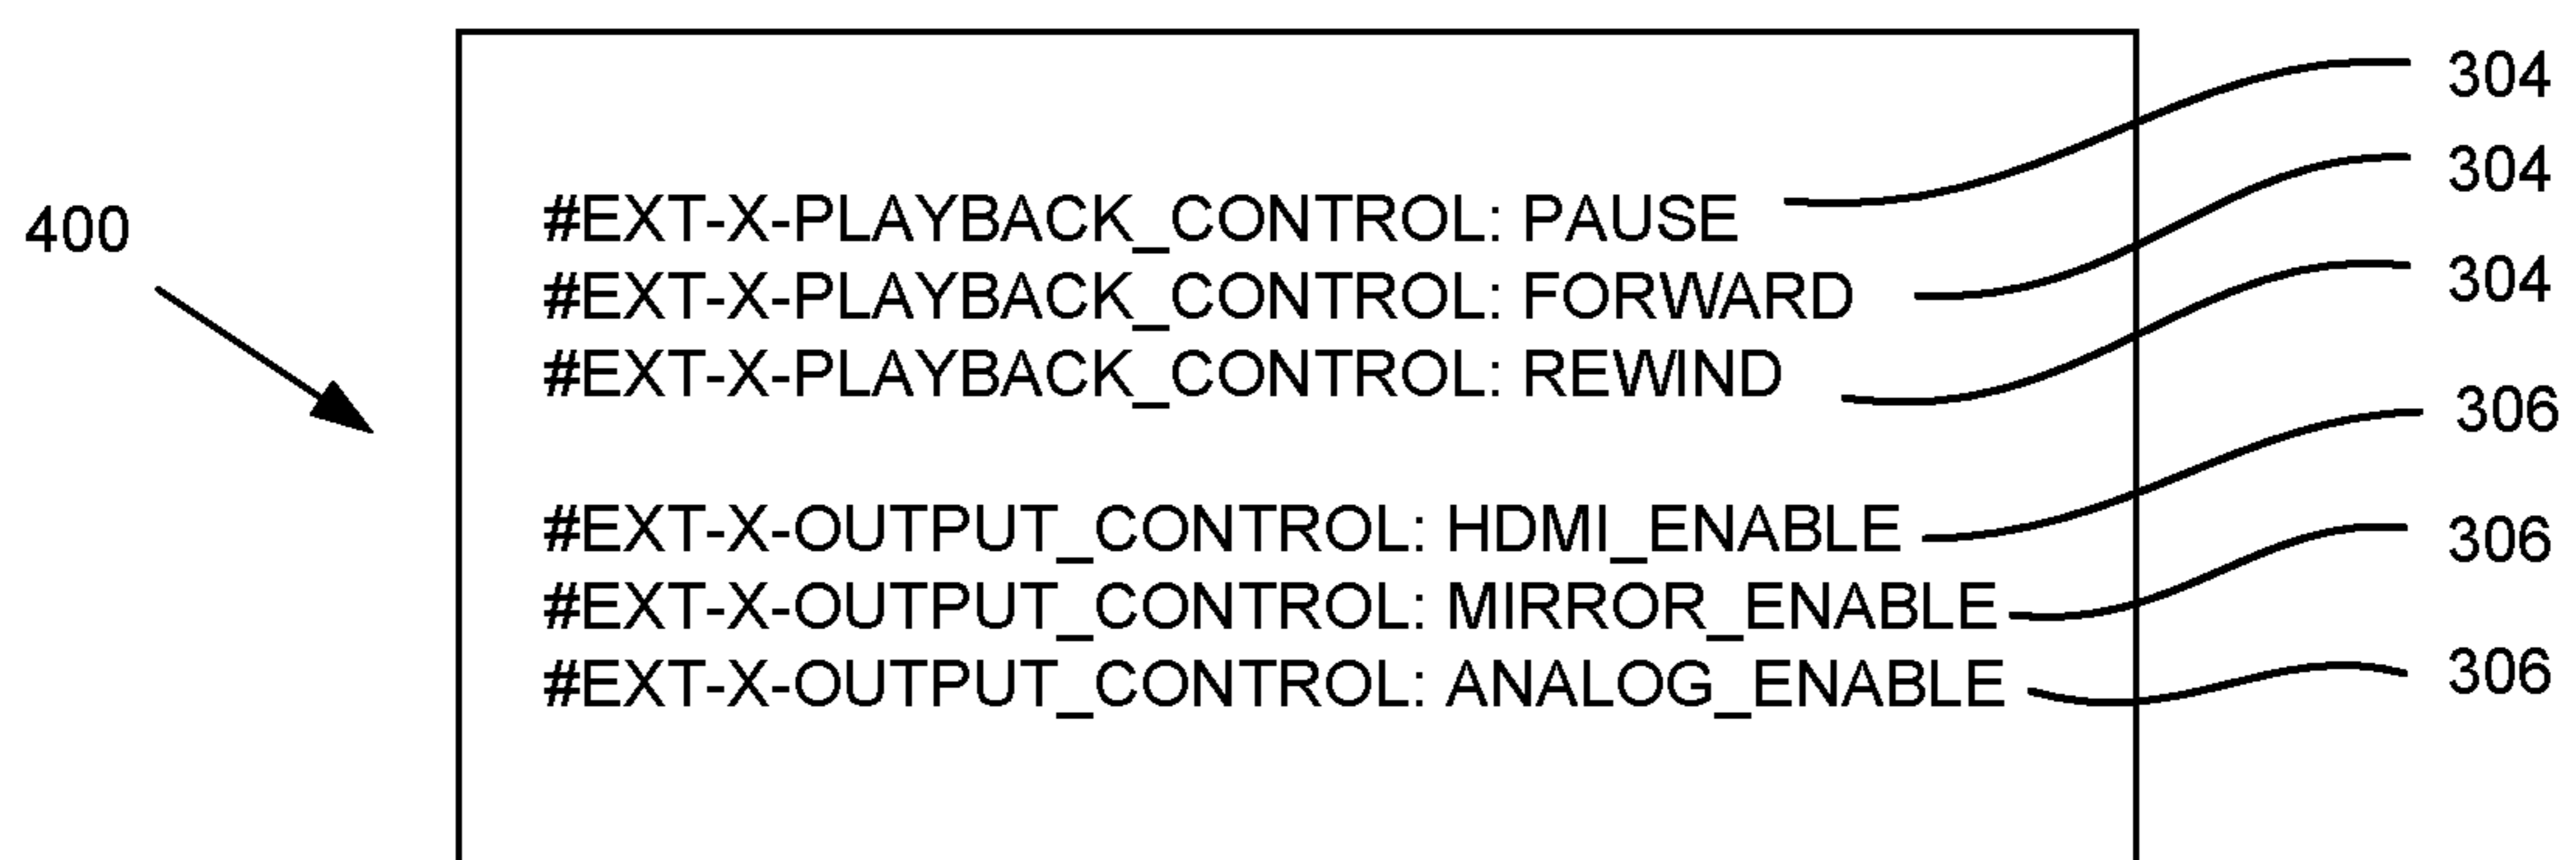 304
304
#EXT-X-PLAYBACK_CONTROL: PAUSE
400
#EXT-X-PLAYBACK_CONTROL: FORWARD
304
#EXT-X-PLAYBACK_CONTROL: REWIND
306
#EXT-X-OUTPUT_CONTROL: HDMI_ENABLE
306
#EXT-X-OUTPUT_CONTROL: MIRROR_ENABLE
306
#EXT-X-OUTPUT_CONTROL: ANALOG_ENABLE